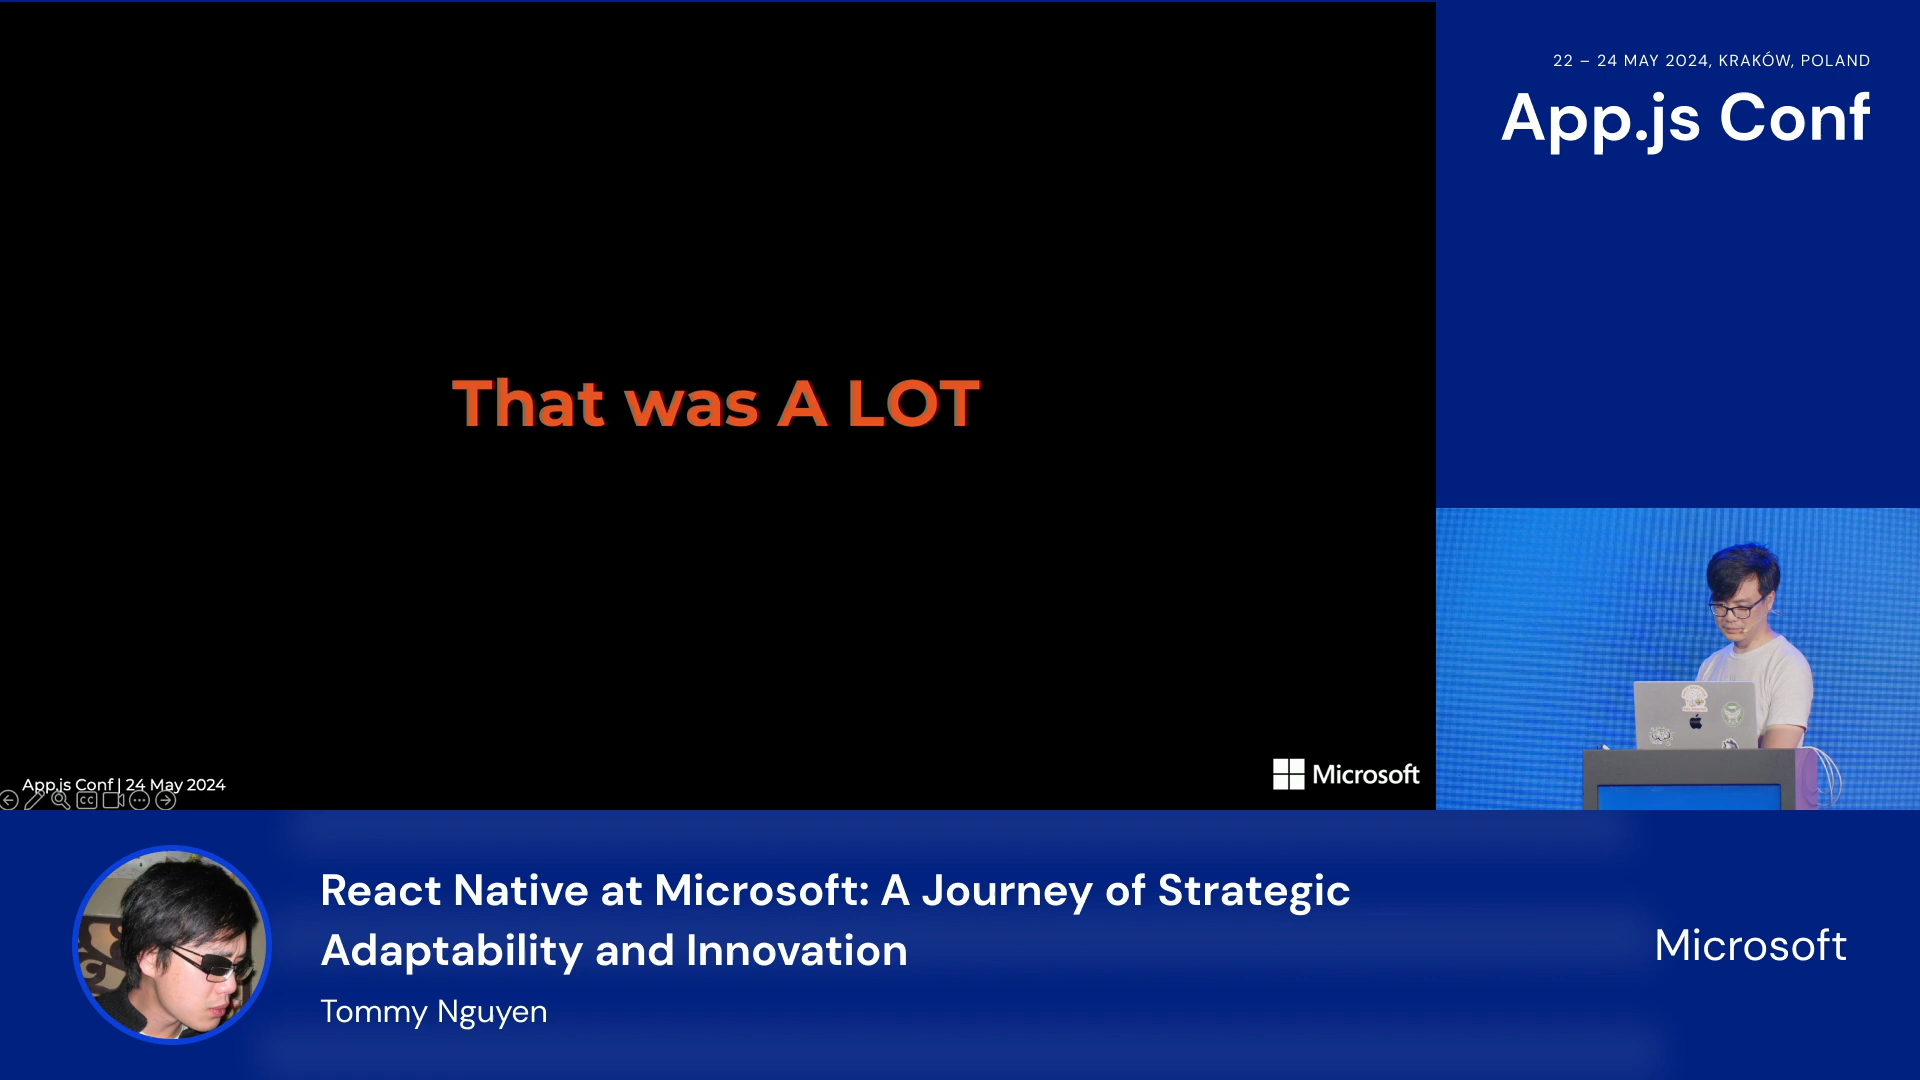 22 – 24 MAY 2024, KRAKÓW, POLAND
App.js Conf
That was A LOT
App.js Conf | 24 May 2024
CC
Microsoft
React Native at Microsoft: A Journey of Strategic
Adaptability and Innovation
Tommy Nguyen
Microsoft